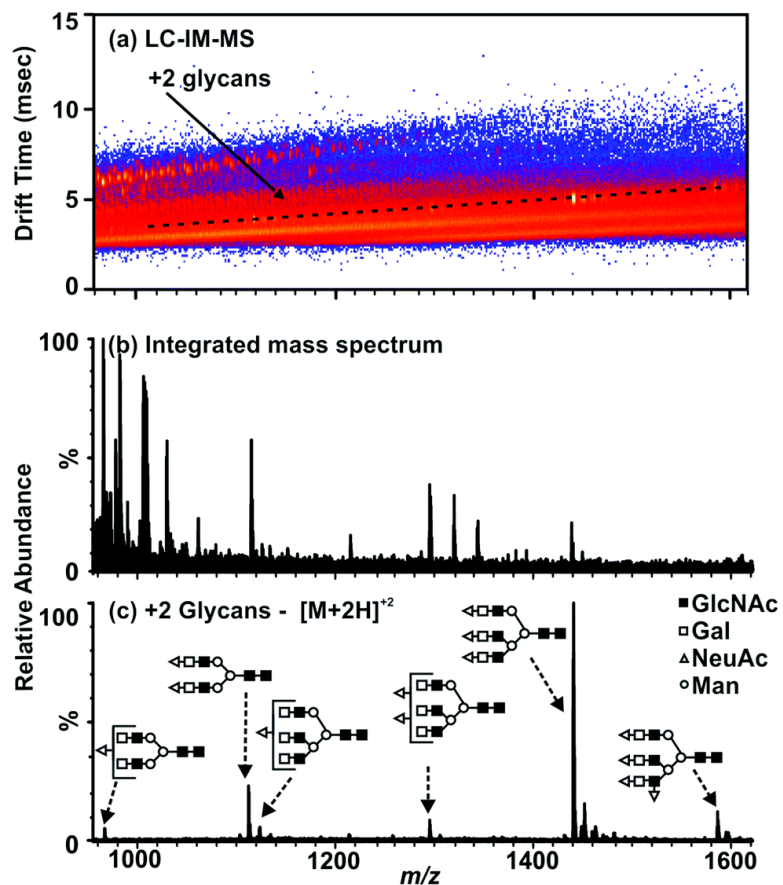 15
(a) LC-IM-MS
+2 glycans
10
5
0
Drift Time (msec)
100
(b) Integrated mass spectrum
%
0
Relative Abundance
100
(c) +2 Glycans - [M+2H]+2
GlcNAc
Gal
NeuAc
Man
%
0
1000 1200 1400 1600
m/z